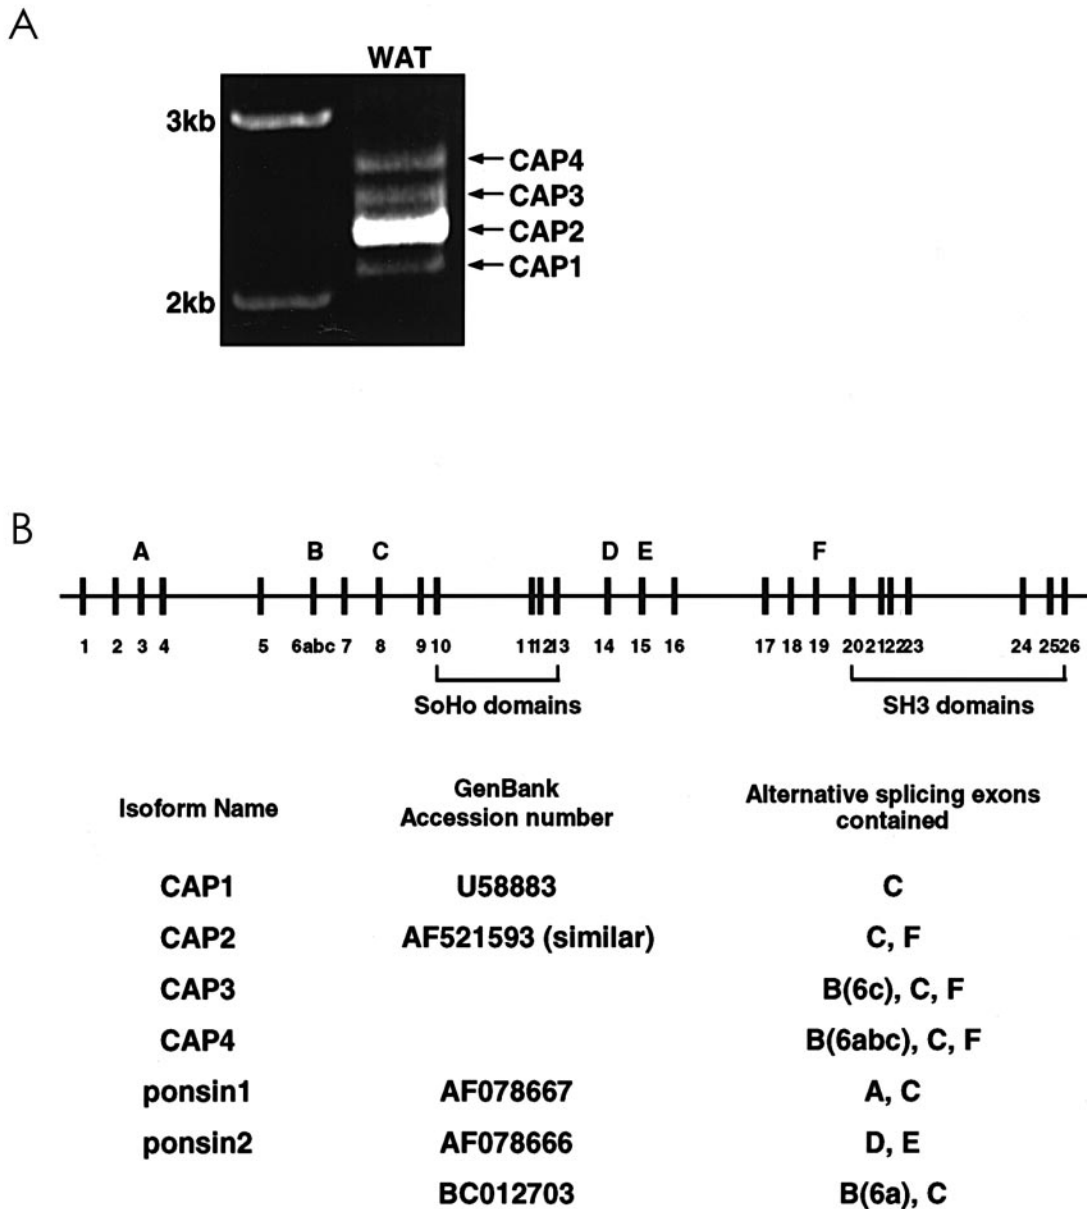 A
WAT
3kb
CAP4
CAP3
CAP2
CAP1
2kb
B
A B C D E F
1 2 3 4 5 6abc 7 8 9 10 11 12 13 14 15 16 17 18 19 20 21 22 23 24 25 26
SoHo domains SH3 domains
Isoform Name GenBank Accession number Alternative splicing exons contained
CAP1 U58883 C
CAP2 AF521593 (similar) C, F
CAP3 B(6c), C, F
CAP4 B(6abc), C, F
ponsin1 AF078667 A, C
ponsin2 AF078666 D, E
BC012703 B(6a), C